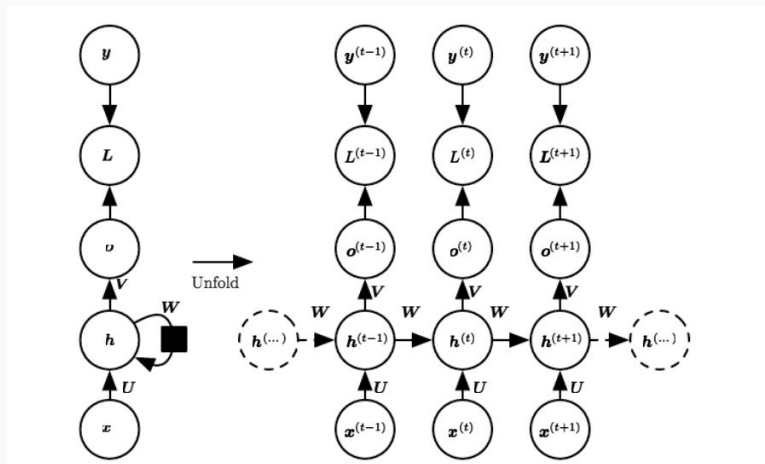 y y^(t−1) y^(t) y^(t+1)
L L^(t−1) L^(t) L^(t+1)
o o^(t−1) o^(t) o^(t+1)
Unfold
V V V V
W W W W W
h h^(...) h^(t−1) h^(t) h^(t+1) h^(...)
U U U U
x x^(t−1) x^(t) x^(t+1)